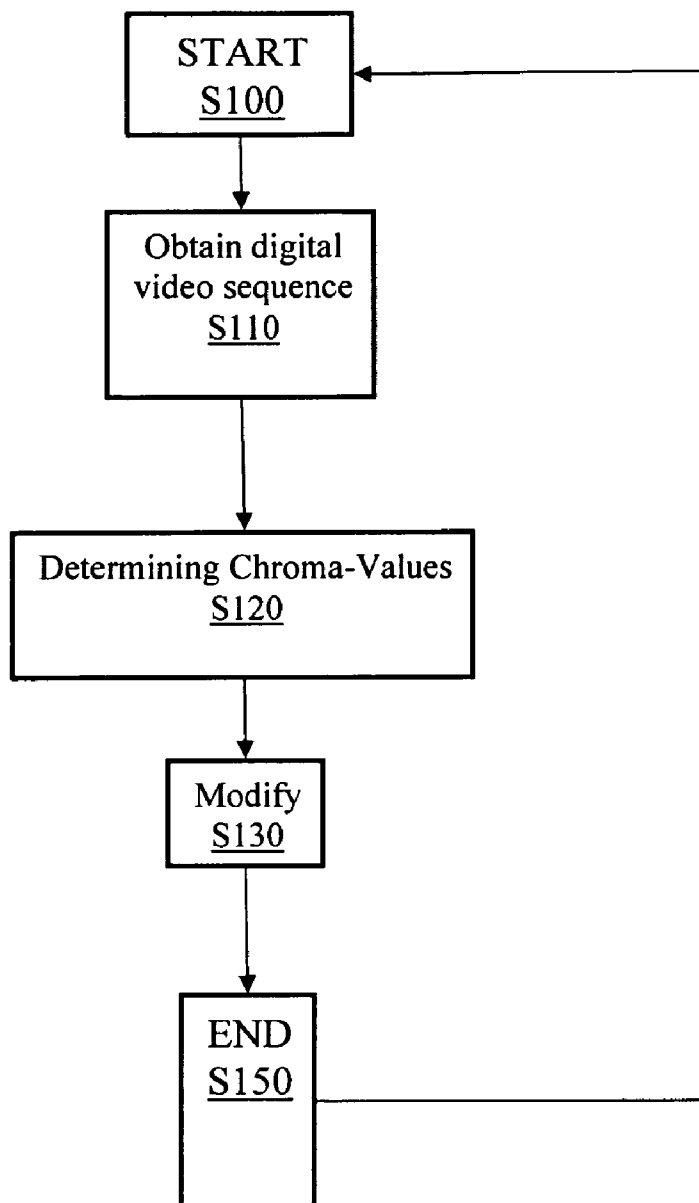 START
S100
Obtain digital
video sequence
S110
Determining Chroma-Values
S120
Modify
S130
END
S150